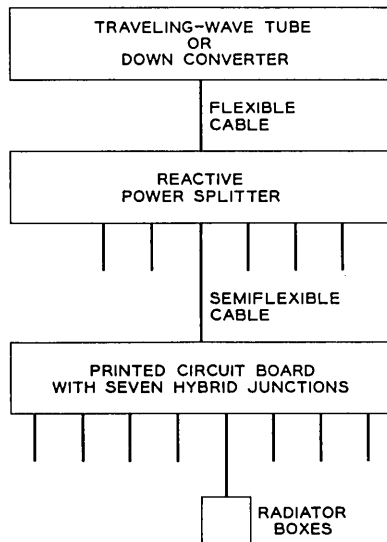 TRAVELING-WAVE TUBE
OR
DOWN CONVERTER
FLEXIBLE
CABLE
REACTIVE
POWER SPLITTER
SEMIFLEXIBLE
CABLE
PRINTED CIRCUIT BOARD
WITH SEVEN HYBRID JUNCTIONS
RADIATOR
BOXES